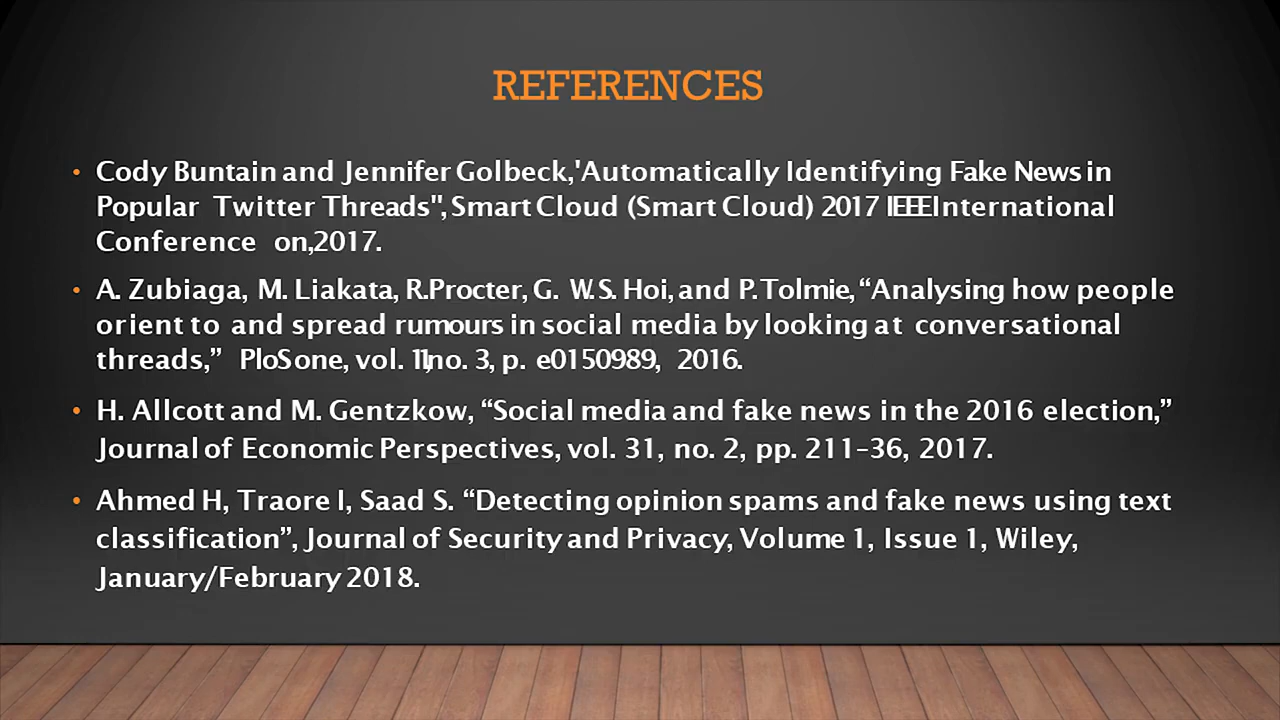 REFERENCES
• Cody Buntain and Jennifer Golbeck,'Automatically Identifying Fake News in
Popular Twitter Threads", Smart Cloud (Smart Cloud) 2017 IEEE International
Conference on,2017.
• A. Zubiaga, M. Liakata, R.Procter, G. W.S. Hoi, and P. Tolmie, “Analysing how people
orient to and spread rumours in social media by looking at conversational
threads,” PloSone, vol. 11,no. 3, p. e0150989, 2016.
• H. Allcott and M. Gentzkow, “Social media and fake news in the 2016 election,”
Journal of Economic Perspectives, vol. 31, no. 2, pp. 211–36, 2017.
• Ahmed H, Traore I, Saad S. “Detecting opinion spams and fake news using text
classification”, Journal of Security and Privacy, Volume 1, Issue 1, Wiley,
January/February 2018.